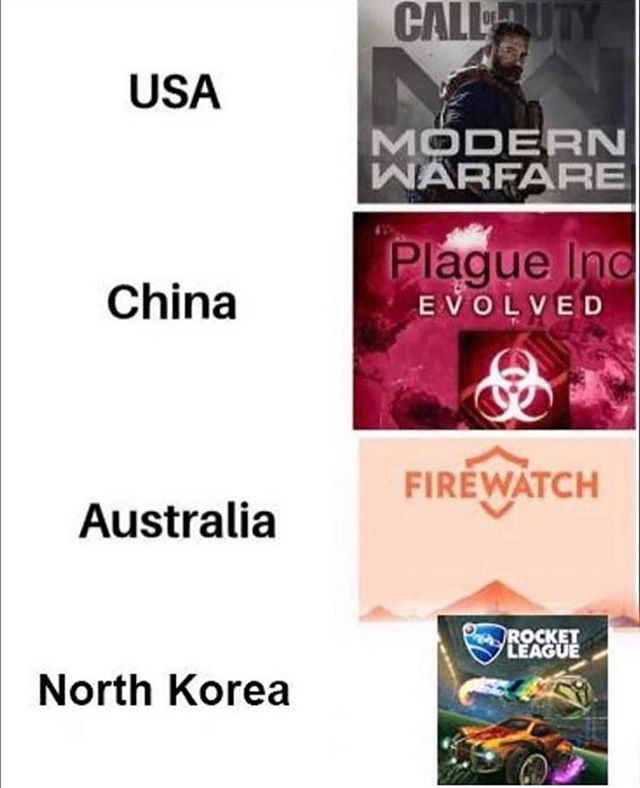 USA
CALL OF DUTY
MODERN
WARFARE
China
Plague Inc
EVOLVED
Australia
FIREWATCH
North Korea
ROCKET
LEAGUE